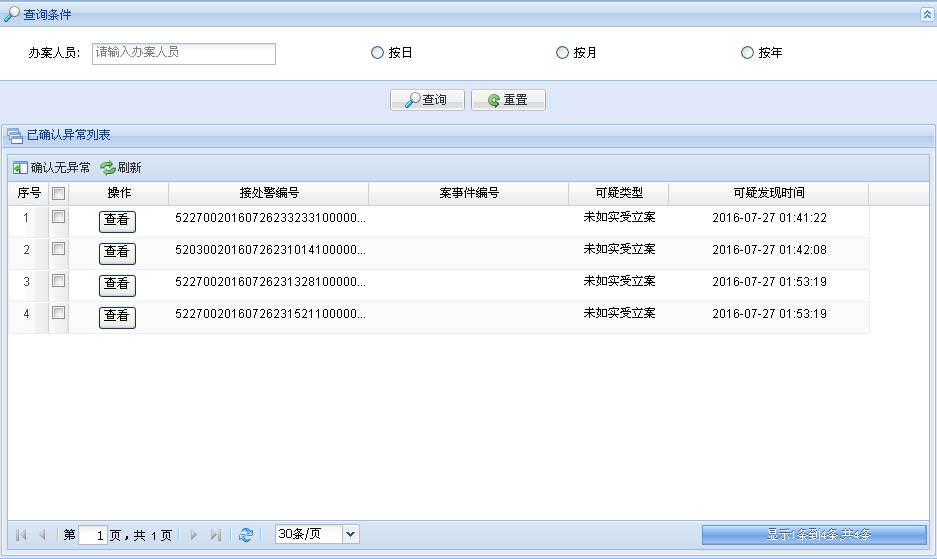 查询条件
办案人员: 请输入办案人员 按日 按月 按年
查询 重置
已确认异常列表
确认无异常 刷新
序号 操作 接处警编号 案事件编号 可疑类型 可疑发现时间
1 查看 52270020160726233233100000... 未如实受立案 2016-07-27 01:41:22
2 查看 52030020160726231014100000... 未如实受立案 2016-07-27 01:42:08
3 查看 52270020160726231328100000... 未如实受立案 2016-07-27 01:53:19
4 查看 52270020160726231521100000... 未如实受立案 2016-07-27 01:53:19
第 1 页,共 1 页 30条/页 显示1条到4条,共4条